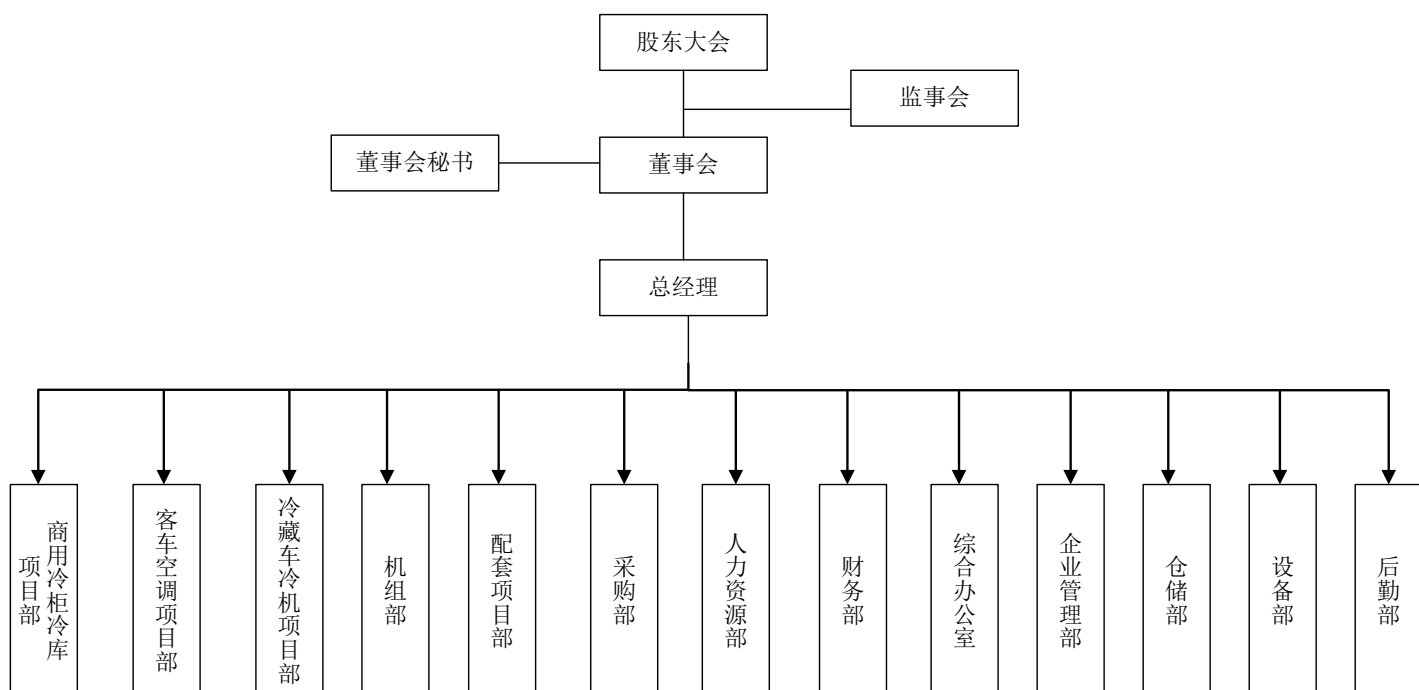 股东大会
监事会
董事会秘书
董事会
总经理
商用冷柜冷库
项目部
客车空调项目部
冷藏车冷机项目部
机组部
配套项目部
采购部
人力资源部
财务部
综合办公室
企业管理部
仓储部
设备部
后勤部